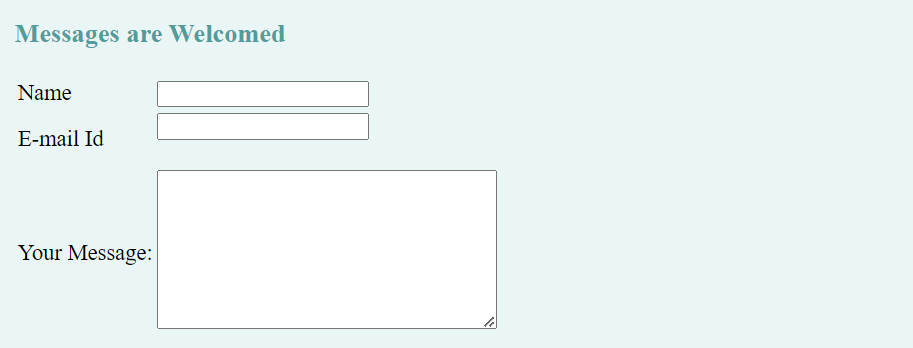 Messages are Welcomed
Name
E-mail Id
Your Message: